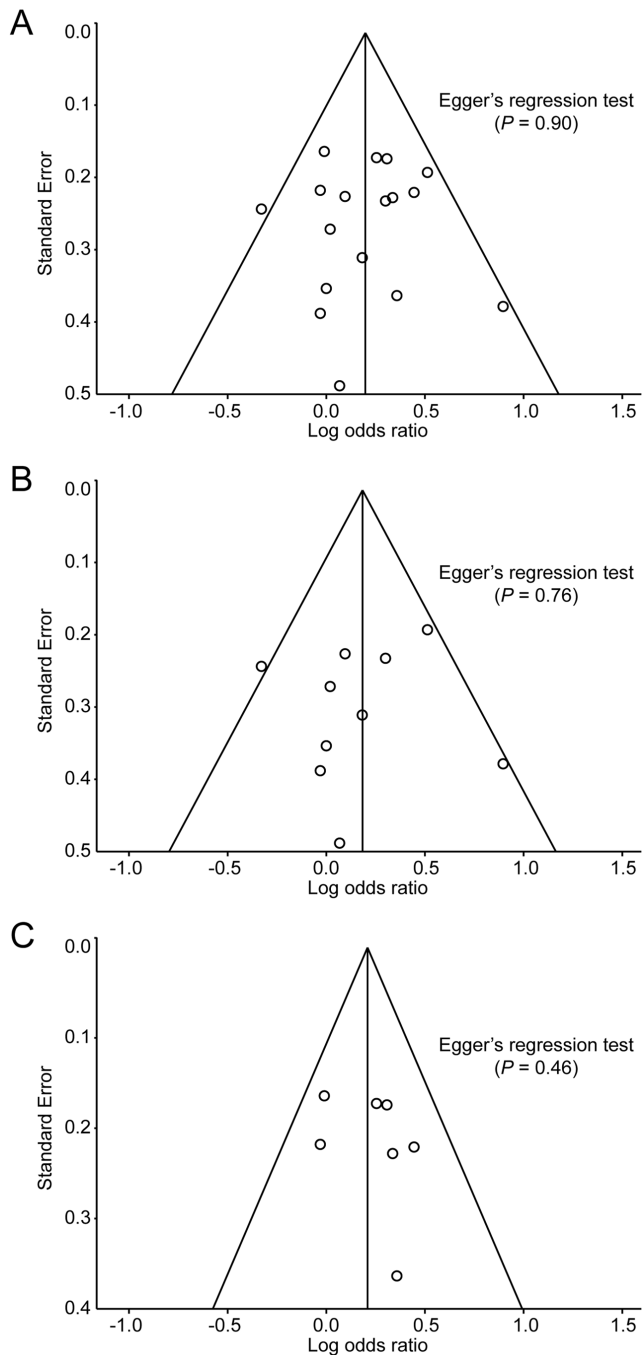 A
0.0
Egger's regression test
0.1
(P = 0.90)
0.2
Standard Error
0.3
0.4
0.5
-1.0 -0.5 0.0 0.5 1.0 1.5
Log odds ratio
B
0.0
0.1
Egger's regression test
(P = 0.76)
0.2
Standard Error
0.3
0.4
0.5
-1.0 -0.5 0.0 0.5 1.0 1.5
Log odds ratio
C
0.0
0.1
Egger's regression test
(P = 0.46)
0.2
Standard Error
0.3
0.4
-1.0 -0.5 0.0 0.5 1.0 1.5
Log odds ratio